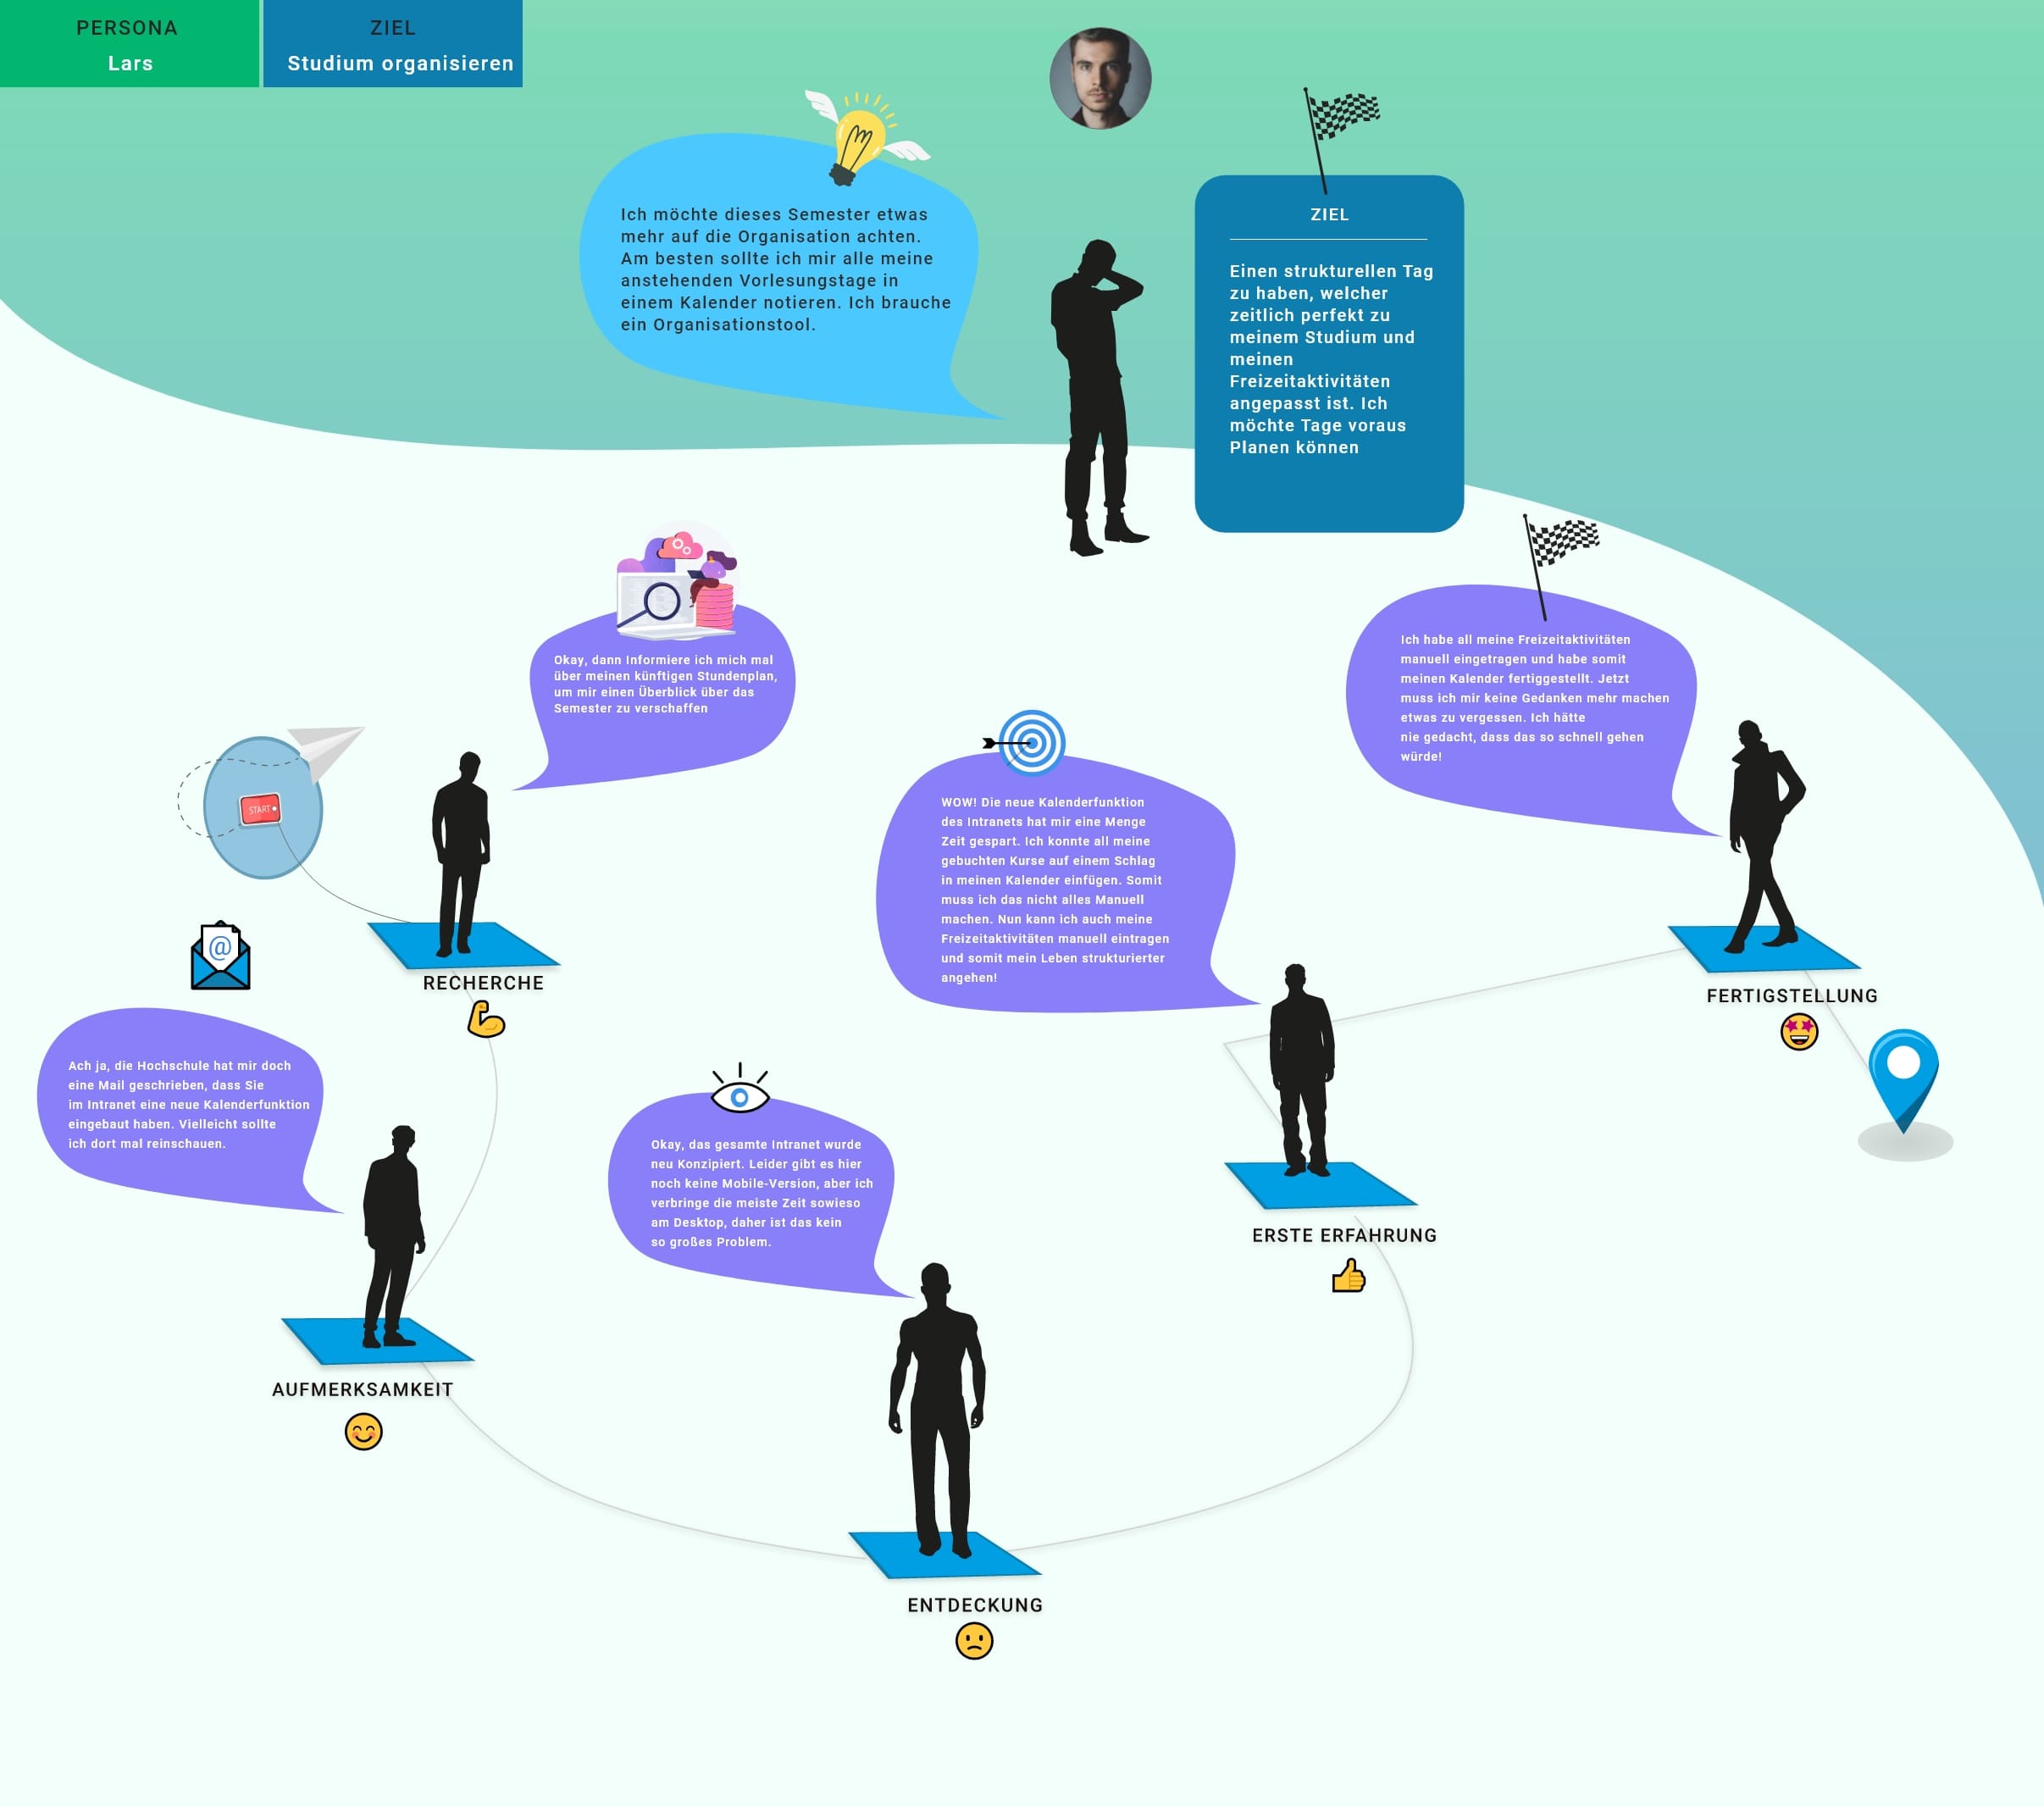 PERSONA
Lars
ZIEL
Studium organisieren
Ich möchte dieses Semester etwas
mehr auf die Organisation achten.
Am besten sollte ich mir alle meine
anstehenden Vorlesungstage in
einem Kalender notieren. Ich brauche
ein Organisationstool.
ZIEL
Einen strukturellen Tag
zu haben, welcher
zeitlich perfekt zu
meinem Studium und
meinen
Freizeitaktivitäten
angepasst ist. Ich
möchte Tage voraus
Planen können
START
Okay, dann Informiere ich mich mal
über meinen künftigen Stundenplan,
um mir einen Überblick über das
Semester zu verschaffen
RECHERCHE
@
Ach ja, die Hochschule hat mir doch
eine Mail geschrieben, dass Sie
im Intranet eine neue Kalenderfunktion
eingebaut haben. Vielleicht sollte
ich dort mal reinschauen.
AUFMERKSAMKEIT
Okay, das gesamte Intranet wurde
neu Konzipiert. Leider gibt es hier
noch keine Mobile-Version, aber ich
verbringe die meiste Zeit sowieso
am Desktop, daher ist das kein
so großes Problem.
ENTDECKUNG
WOW! Die neue Kalenderfunktion
des Intranets hat mir eine Menge
Zeit gespart. Ich konnte all meine
gebuchten Kurse auf einem Schlag
in meinen Kalender einfügen. Somit
muss ich das nicht alles Manuell
machen. Nun kann ich auch meine
Freizeitaktivitäten manuell eintragen
und somit mein Leben strukturierter
angehen!
ERSTE ERFAHRUNG
Ich habe all meine Freizeitaktivitäten
manuell eingetragen und habe somit
meinen Kalender fertiggestellt. Jetzt
muss ich mir keine Gedanken mehr machen
etwas zu vergessen. Ich hätte
nie gedacht, dass das so schnell gehen
würde!
FERTIGSTELLUNG